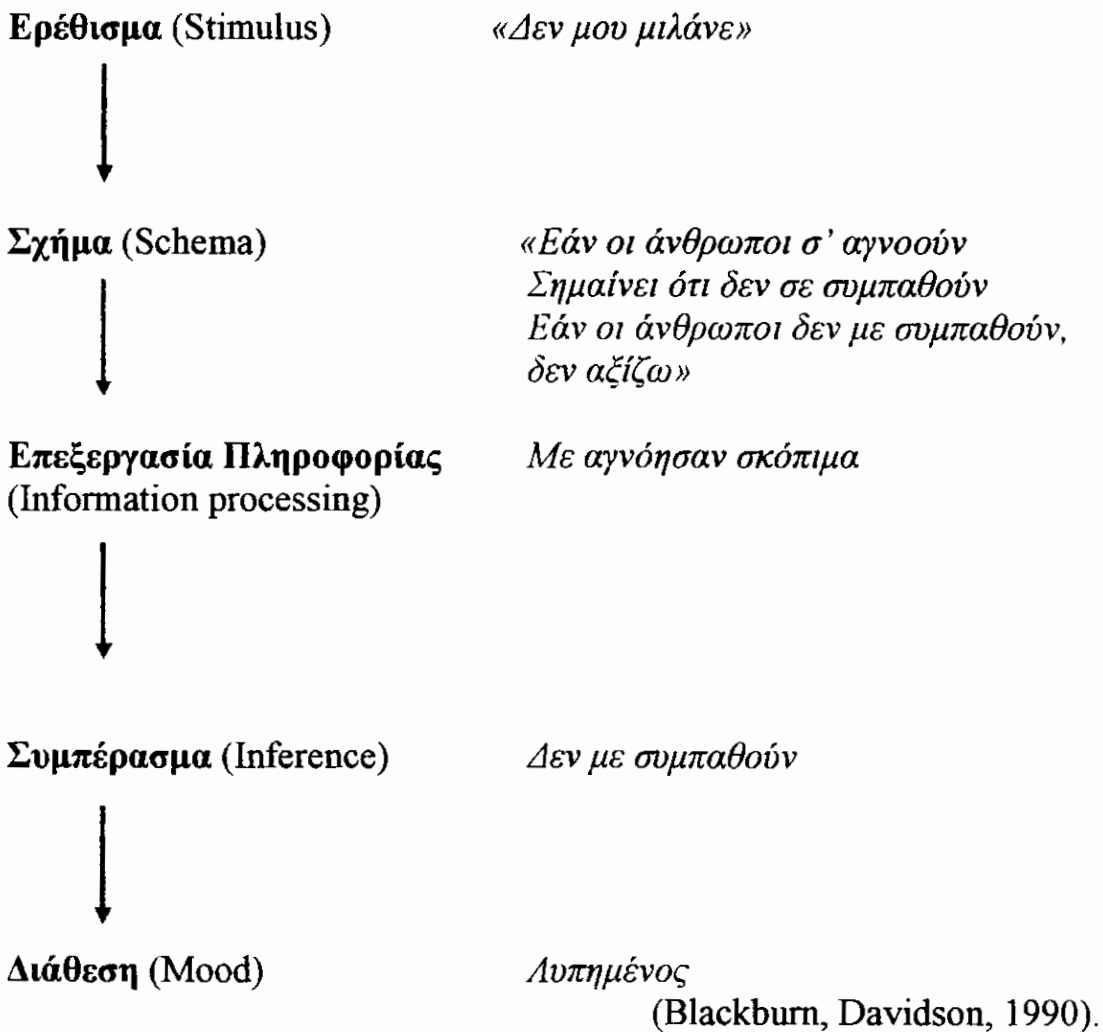 Ερέθισμα (Stimulus) «Δεν μου μιλάνε»
Σχήμα (Schema) «Εάν οι άνθρωποι σ’ αγνοούν
Σημαίνει ότι δεν σε συμπαθούν
Εάν οι άνθρωποι δεν με συμπαθούν,
δεν αξίζω»
Επεξεργασία Πληροφορίας Με αγνόησαν σκόπιμα
(Information processing)
Συμπέρασμα (Inference) Δεν με συμπαθούν
Διάθεση (Mood) Λυπημένος
(Blackburn, Davidson, 1990).